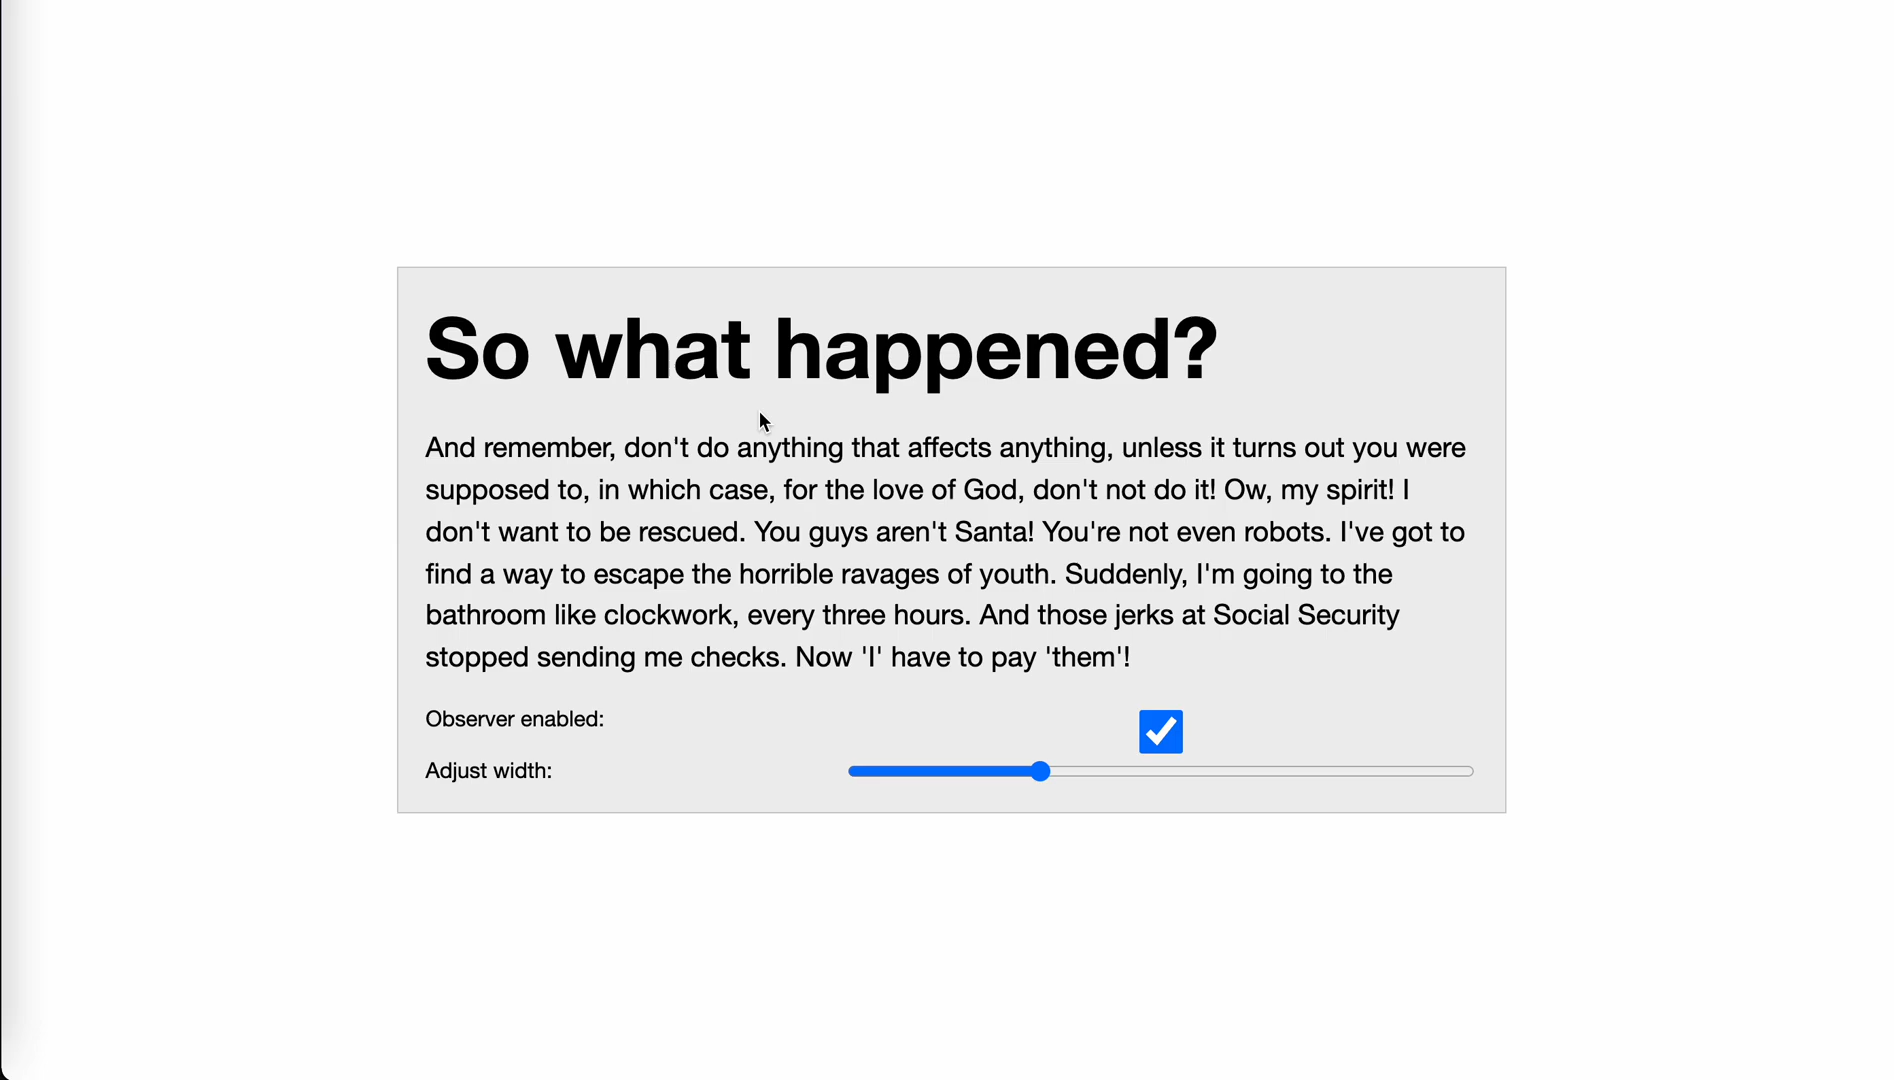 So what happened?
And remember, don't do anything that affects anything, unless it turns out you were
supposed to, in which case, for the love of God, don't not do it! Ow, my spirit! I
don't want to be rescued. You guys aren't Santa! You're not even robots. I've got to
find a way to escape the horrible ravages of youth. Suddenly, I'm going to the
bathroom like clockwork, every three hours. And those jerks at Social Security
stopped sending me checks. Now 'I' have to pay 'them'!
Observer enabled:
Adjust width: